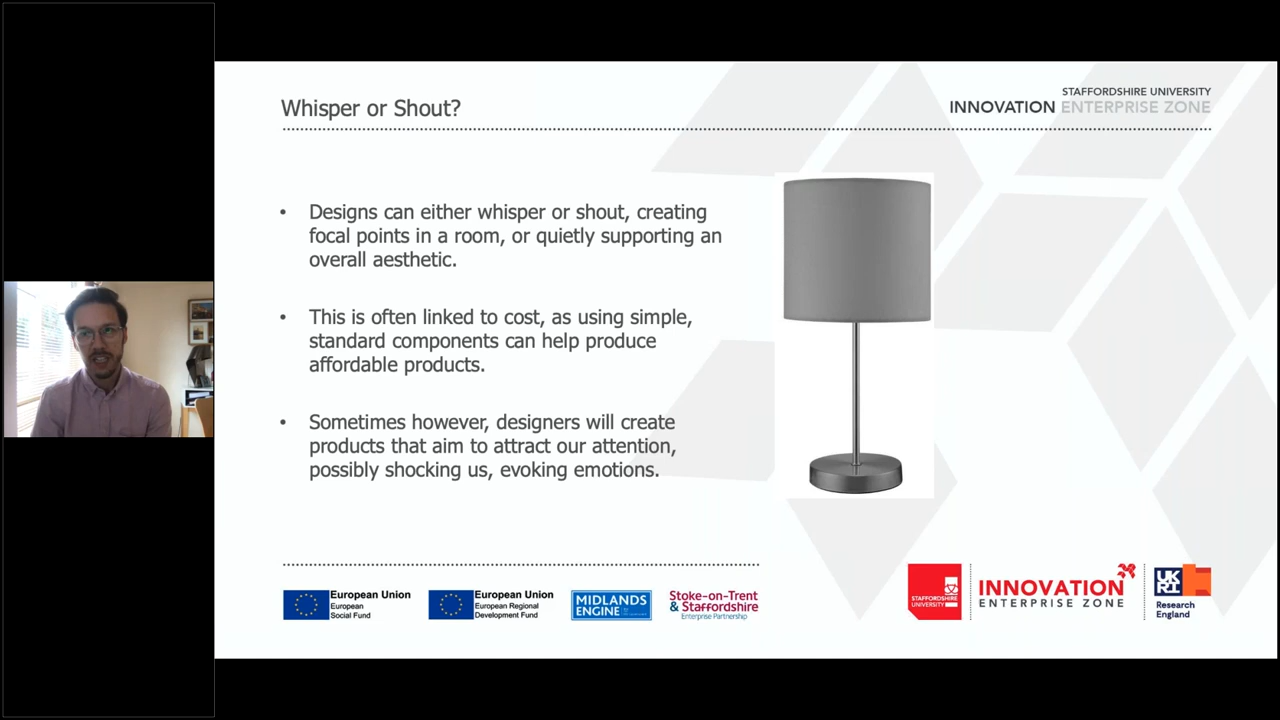 Whisper or Shout?
STAFFORDSHIRE UNIVERSITY
INNOVATION ENTERPRISE ZONE
• Designs can either whisper or shout, creating
focal points in a room, or quietly supporting an
overall aesthetic.
• This is often linked to cost, as using simple,
standard components can help produce
affordable products.
• Sometimes however, designers will create
products that aim to attract our attention,
possibly shocking us, evoking emotions.
European Union
European
Social Fund
European Union
European Regional
Development Fund
MIDLANDS
ENGINE
Stoke-on-Trent
& Staffordshire
Enterprise Partnership
STAFFORDSHIRE
UNIVERSITY
INNOVATION
ENTERPRISE ZONE
UK
RI
Research
England